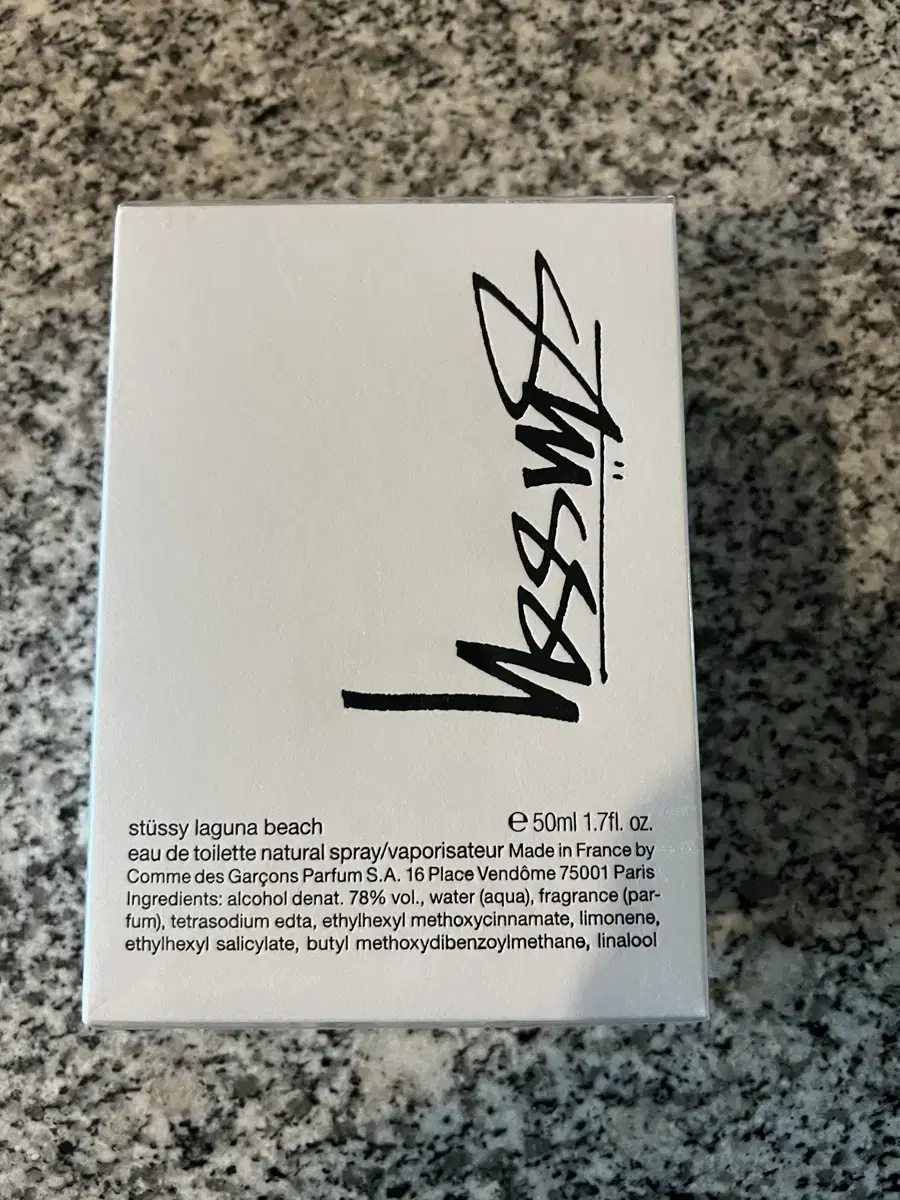 Stüssy
stüssy laguna beach ℮ 50ml 1.7fl. oz.
eau de toilette natural spray/vaporisateur Made in France by
Comme des Garçons Parfum S.A. 16 Place Vendôme 75001 Paris
Ingredients: alcohol denat. 78% vol., water (aqua), fragrance (par-
fum), tetrasodium edta, ethylhexyl methoxycinnamate, limonene,
ethylhexyl salicylate, butyl methoxydibenzoylmethane, linalool